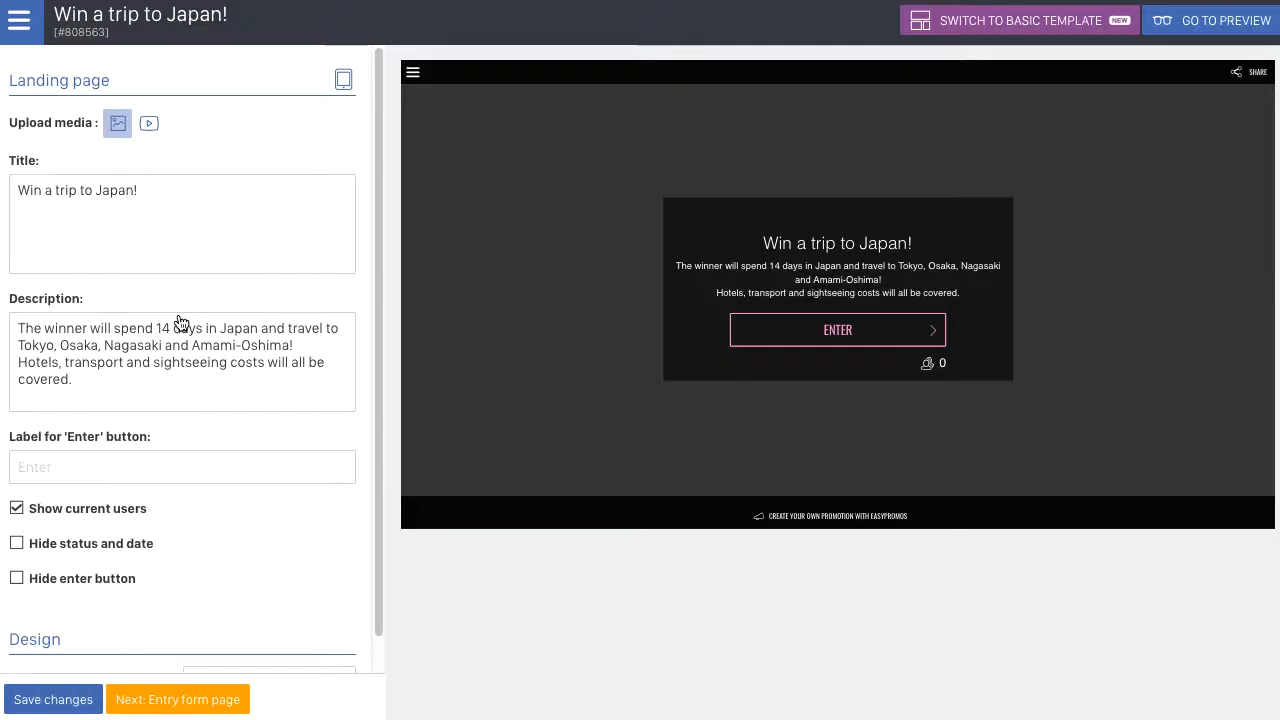 Win a trip to Japan!
[#808563]
SWITCH TO BASIC TEMPLATE NEW
GO TO PREVIEW
Landing page
Upload media :
Title:
Win a trip to Japan!
Description:
The winner will spend 14 days in Japan and travel to
Tokyo, Osaka, Nagasaki and Amami-Oshima!
Hotels, transport and sightseeing costs will all be
covered.
Label for 'Enter' button:
Enter
Show current users
Hide status and date
Hide enter button
Design
Save changes
Next: Entry form page
SHARE
Win a trip to Japan!
The winner will spend 14 days in Japan and travel to Tokyo, Osaka, Nagasaki
and Amami-Oshima!
Hotels, transport and sightseeing costs will all be covered.
ENTER
0
CREATE YOUR OWN PROMOTION WITH EASYPROMOS